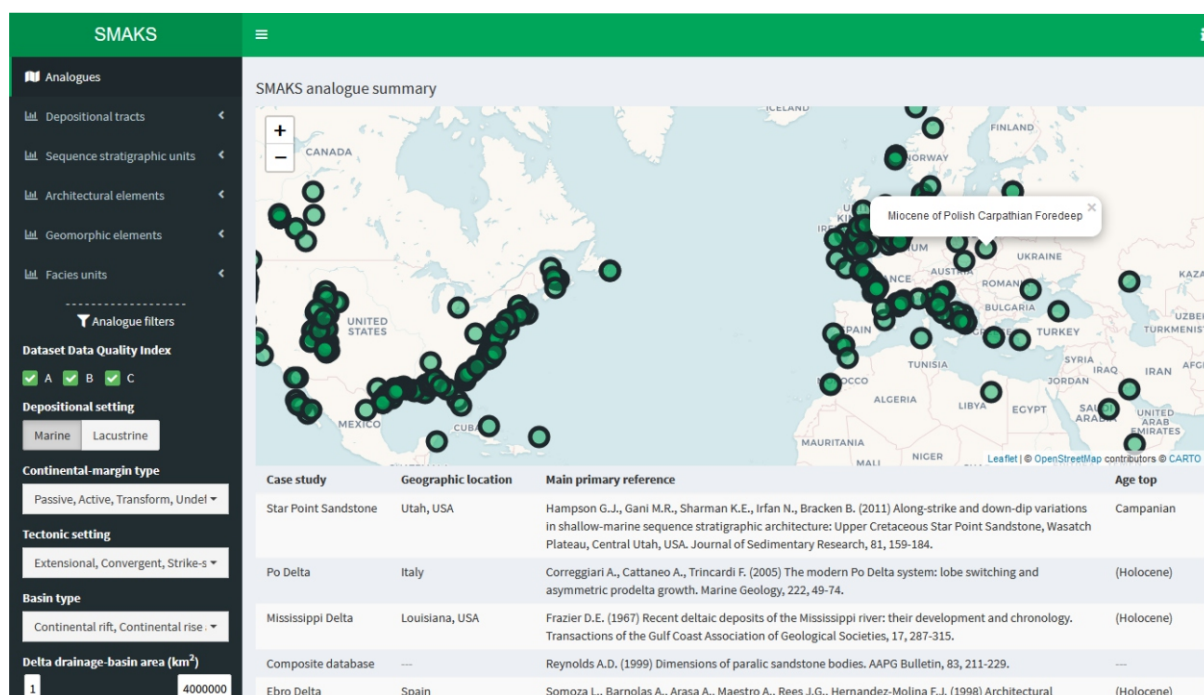 SMAKS
Analogues
Depositional tracts
Sequence stratigraphic units
Architectural elements
Geomorphic elements
Facies units
Analogue filters
Dataset Data Quality Index
A B C
Depositional setting
Marine Lacustrine
Continental-margin type
Passive, Active, Transform, Undef
Tectonic setting
Extensional, Convergent, Strike-s
Basin type
Continental rift, Continental rise
Delta drainage-basin area (km²)
1 4000000
SMAKS analogue summary
+
−
ICELAND
CANADA
FINLAND
NORWAY
Miocene of Polish Carpathian Foredeep ×
UKRAINE
KAZA
UNITED
STATES
BULGARIA
TURKEY
UZBE
TURKMENIST
TUNISIA
SYRIA
IRAQ
IRAN
AFG
JORDAN
ALGERIA
LIBYA
EGYPT
MEXICO
CUBA
UNITED
ARAB
EMIRATES
MAURITANIA
MALI
NIGER
Leaflet | © OpenStreetMap contributors © CARTO
Case study Geographic location Main primary reference Age top
Star Point Sandstone Utah, USA Hampson G.J., Gani M.R., Sharman K.E., Irfan N., Bracken B. (2011) Along-strike and down-dip variations Campanian
in shallow-marine sequence stratigraphic architecture: Upper Cretaceous Star Point Sandstone, Wasatch
Plateau, Central Utah, USA. Journal of Sedimentary Research, 81, 159-184.
Po Delta Italy Correggiari A., Cattaneo A., Trincardi F. (2005) The modern Po Delta system: lobe switching and (Holocene)
asymmetric prodelta growth. Marine Geology, 222, 49-74.
Mississippi Delta Louisiana, USA Frazier D.E. (1967) Recent deltaic deposits of the Mississippi river: their development and chronology. (Holocene)
Transactions of the Gulf Coast Association of Geological Societies, 17, 287-315.
Composite database --- Reynolds A.D. (1999) Dimensions of paralic sandstone bodies. AAPG Bulletin, 83, 211-229. ---
Ebro Delta Spain Somoza L., Barnolas A., Arasa A., Maestro A., Rees J.G., Hernandez-Molina F.J. (1998) Architectural (Holocene)